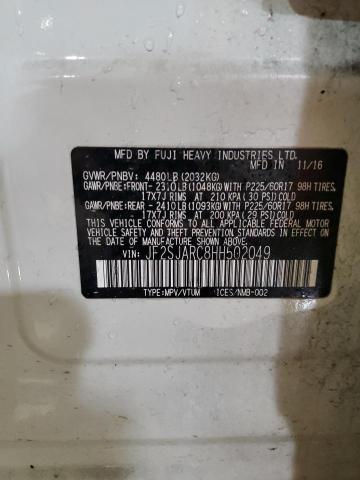 MFD BY FUJI HEAVY INDUSTRIES LTD.
MADE IN 11/16
GVWR/PNBV: 4480LB(2032KG)
GAWR/PNBE:FRONT-2310LB(1048KG)WITH P225/60R17 98H TIRES,
17X7J RIMS AT 210 KPA(30 PSI)COLD
GAWR/PNBE:REAR -2410LB(1093KG)WITH P225/60R17 98H TIRES,
17X7J RIMS AT 200 KPA(29 PSI)COLD
THIS VEHICLE CONFORMS TO ALL APPLICABLE
FEDERAL MOTOR VEHICLE SAFETY, BUMPER, AND
THEFT PREVENTION STANDARDS IN EFFECT ON
THE DATE OF MANUFACTURE SHOWN ABOVE.
VIN: JF2SJARC8HH502049
TYPE:MPV/VTUM ICES/NMB-002